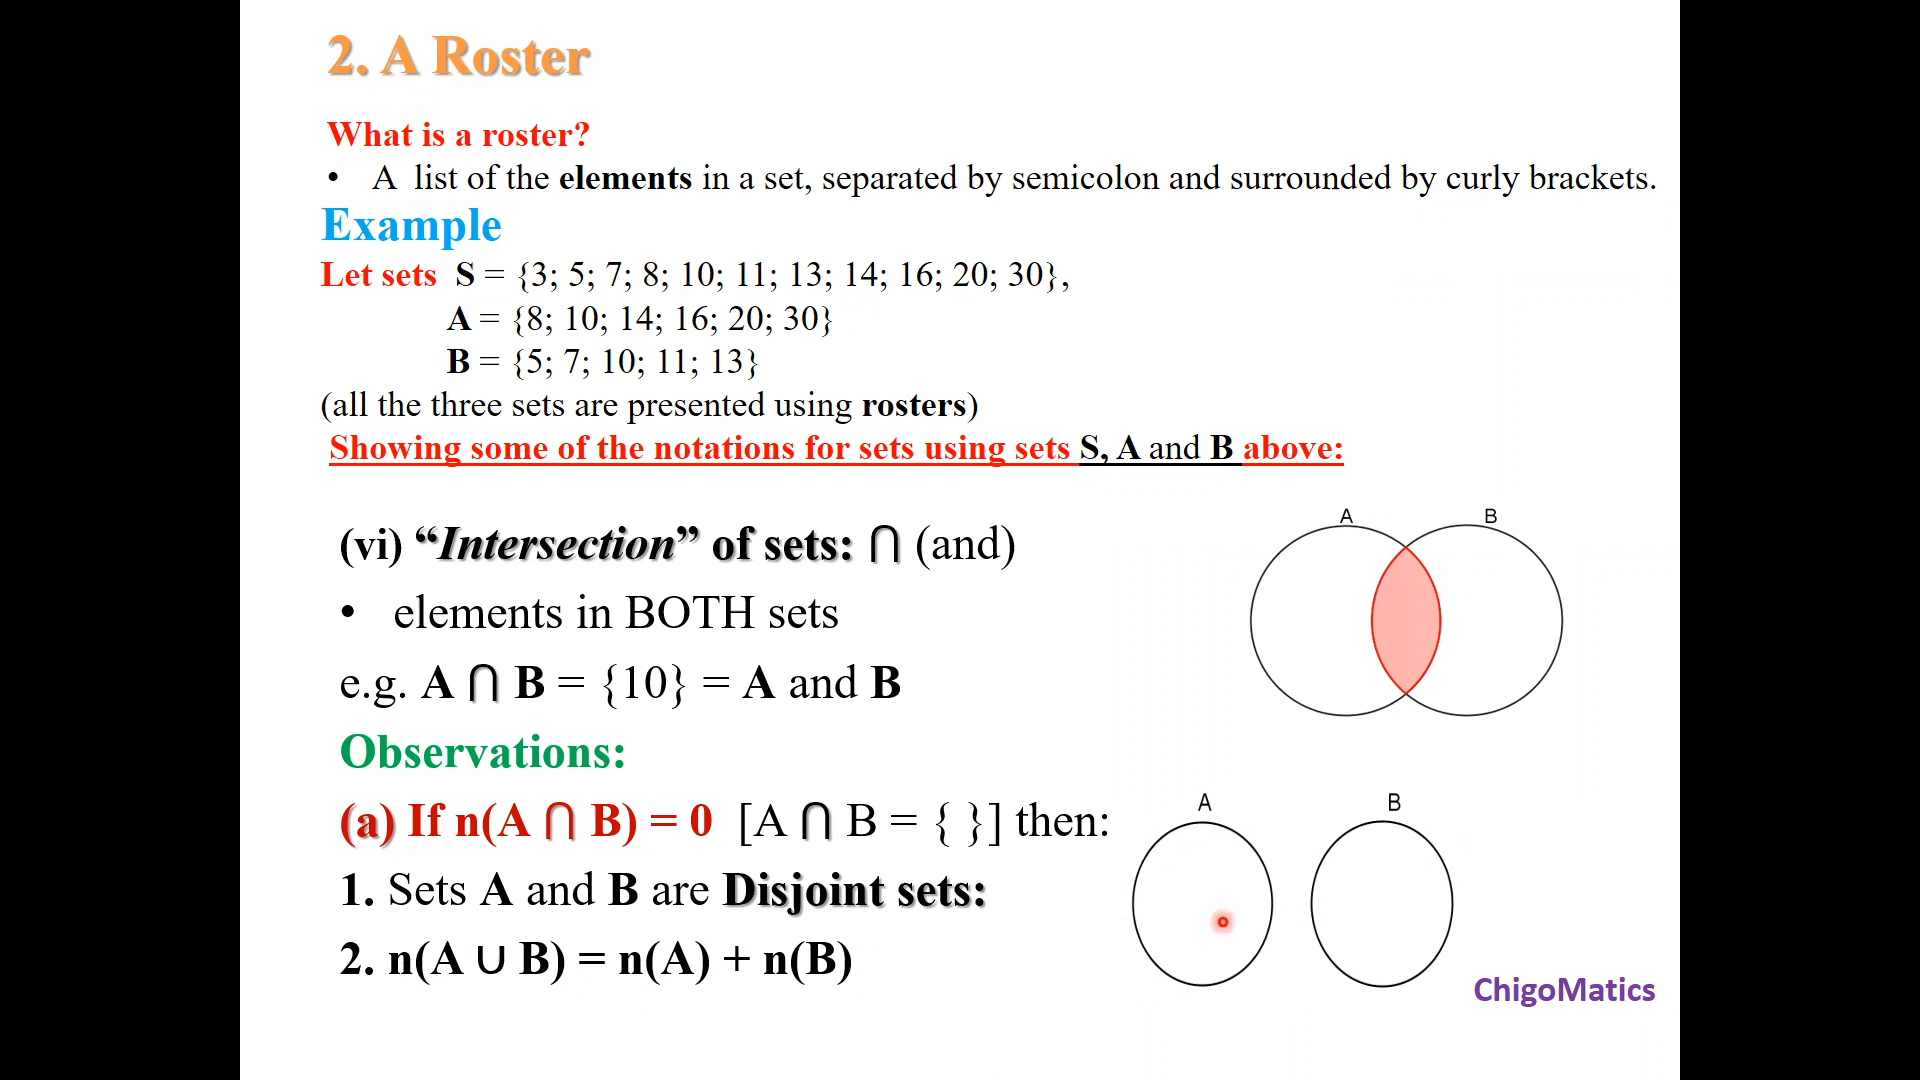 2. A Roster
What is a roster?
• A list of the elements in a set, separated by semicolon and surrounded by curly brackets.
Example
Let sets S = {3; 5; 7; 8; 10; 11; 13; 14; 16; 20; 30},
A = {8; 10; 14; 16; 20; 30}
B = {5; 7; 10; 11; 13}
(all the three sets are presented using rosters)
Showing some of the notations for sets using sets S, A and B above:
(vi) “Intersection” of sets: ⋂ (and)
• elements in BOTH sets
e.g. A ⋂ B = {10} = A and B
A B
Observations:
(a) If n(A ⋂ B) = 0 [A ⋂ B = { }] then:
1. Sets A and B are Disjoint sets:
2. n(A ∪ B) = n(A) + n(B)
A B
ChigoMatics